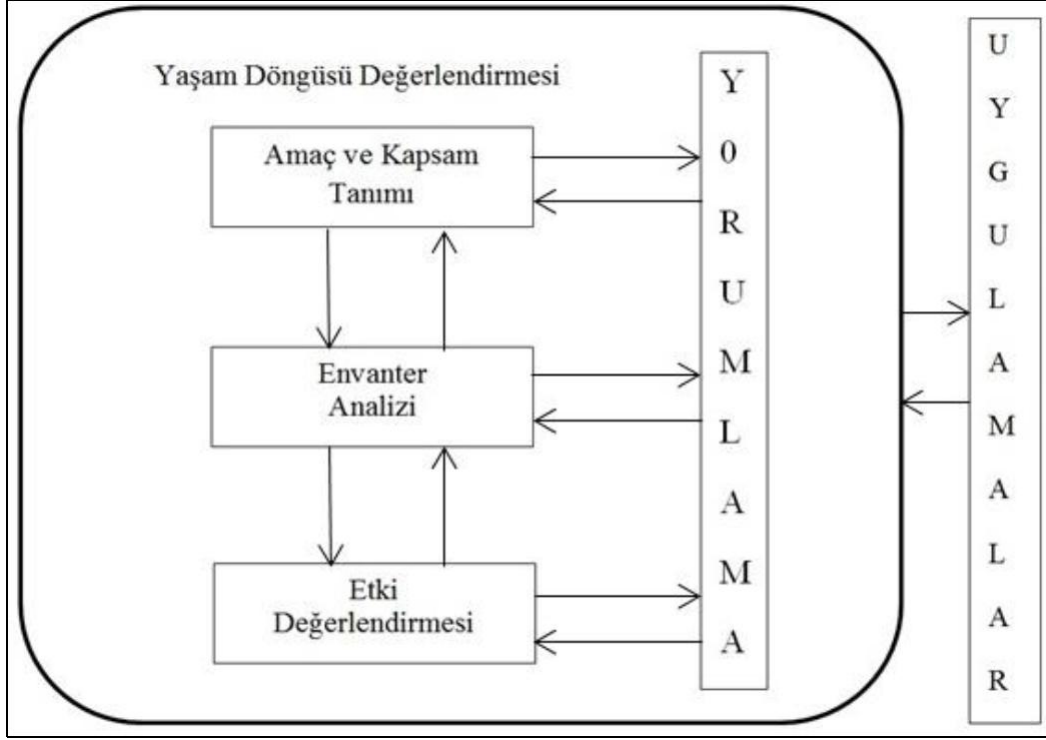 Yaşam Döngüsü Değerlendirmesi
Amaç ve Kapsam
Tanımı
Envanter
Analizi
Etki
Değerlendirmesi
Y
0
R
U
M
L
A
M
A
U
Y
G
U
L
A
M
A
L
A
R